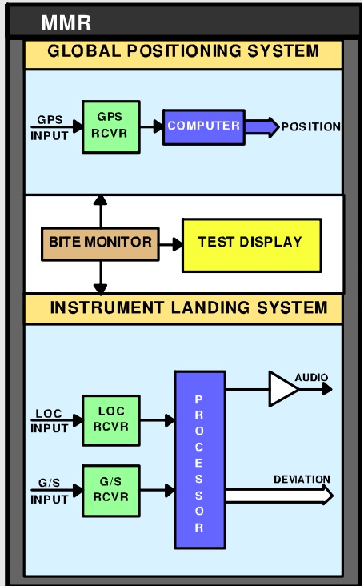 MMR
GLOBAL POSITIONING SYSTEM
GPS
INPUT
GPS
RCVR
COMPUTER
POSITION
BITE MONITOR
TEST DISPLAY
INSTRUMENT LANDING SYSTEM
AUDIO
LOC
INPUT
LOC
RCVR
PROCESSOR
G/S
INPUT
G/S
RCVR
DEVIATION